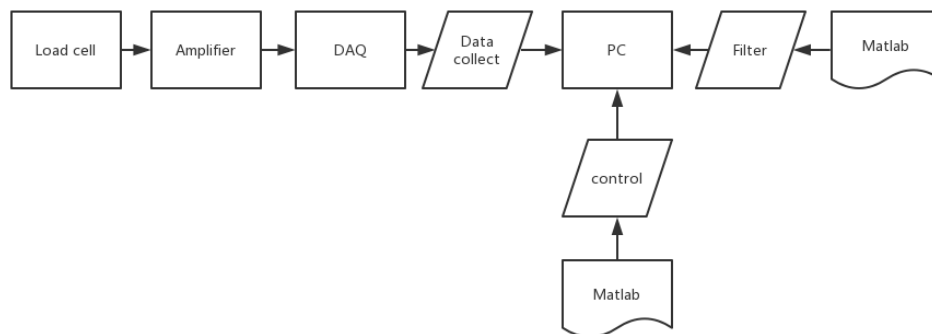 Load cell
Amplifier
DAQ
Data
collect
PC
Filter
Matlab
control
Matlab